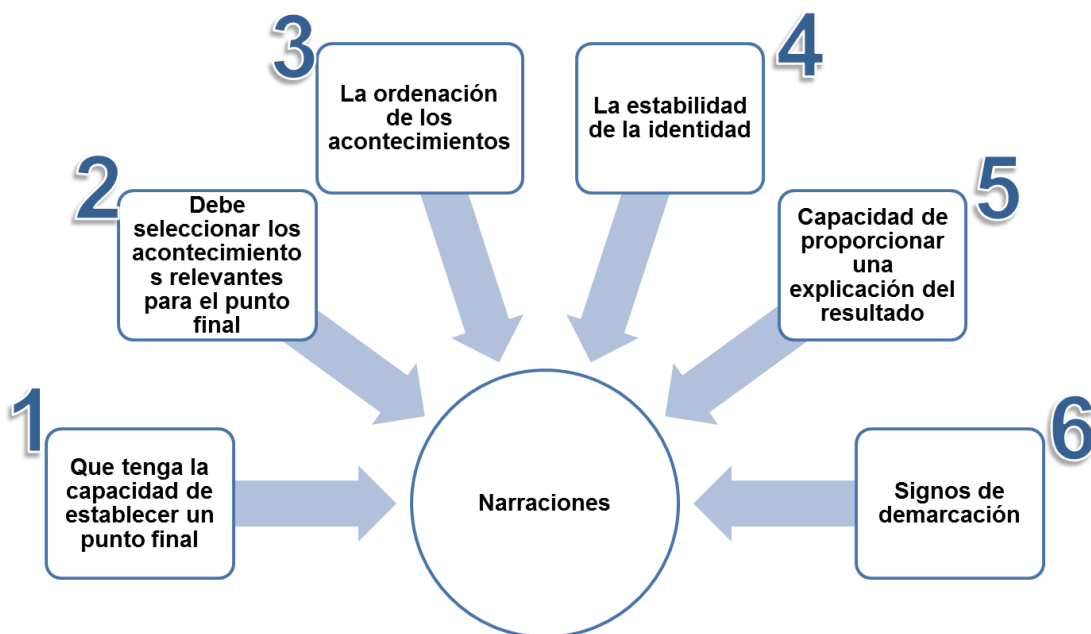 1
Que tenga la
capacidad de
establecer un
punto final
2
Debe
seleccionar los
acontecimiento
s relevantes
para el punto
final
3
La ordenación
de los
acontecimientos
4
La estabilidad
de la identidad
5
Capacidad de
proporcionar
una
explicación del
resultado
6
Signos de
demarcación
Narraciones